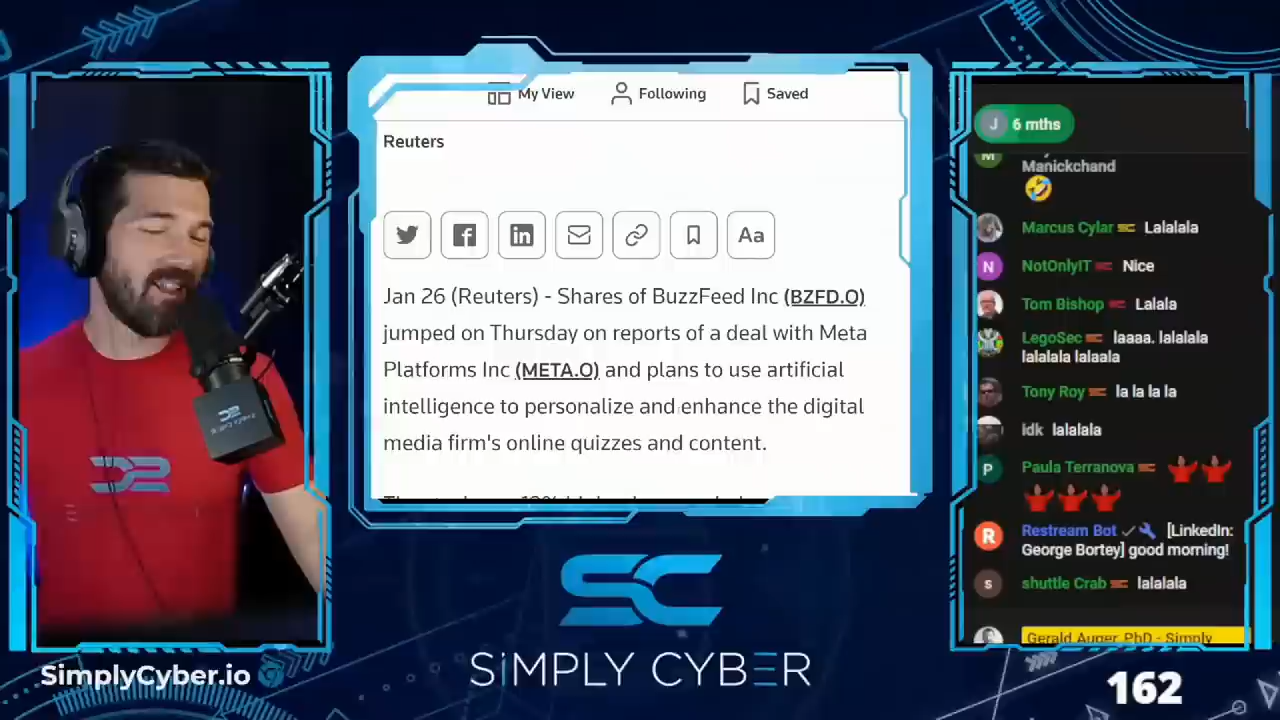 My View
Following
Saved
Reuters
Aa
Jan 26 (Reuters) - Shares of BuzzFeed Inc (BZFD.O)
jumped on Thursday on reports of a deal with Meta
Platforms Inc (META.O) and plans to use artificial
intelligence to personalize and enhance the digital
media firm's online quizzes and content.
SC
SiMPLY CYBER
SimplyCyber.io
J 6 mths
M Manickchand
Marcus Cylar Lalalala
N NotOnlyIT Nice
Tom Bishop Lalala
LegoSec laaaa. lalalala
lalalala lalaala
Tony Roy la la la la
idk lalalala
P Paula Terranova
R Restream Bot [LinkedIn:
George Bortey] good morning!
s shuttle Crab lalalala
Gerald Auger, PhD - Simply
162